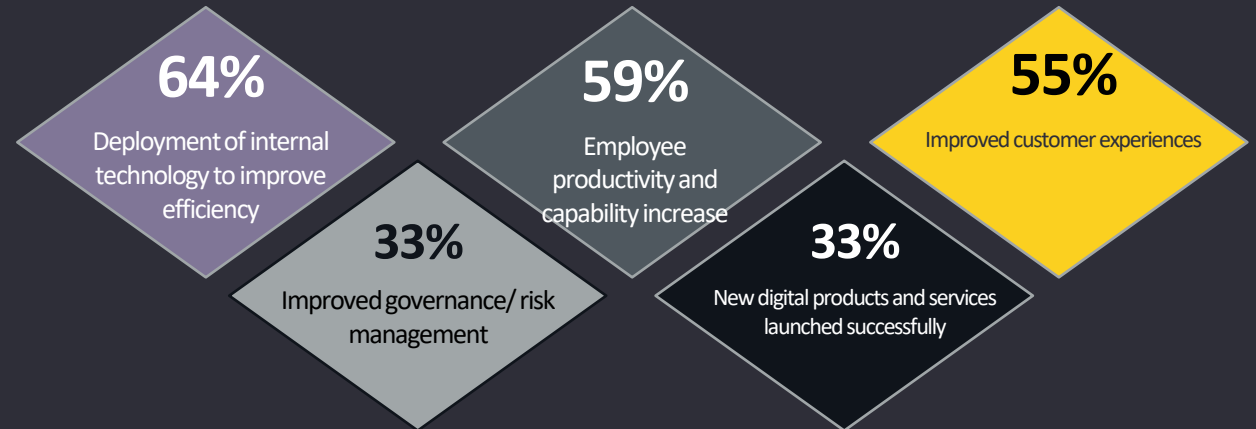 64%
Deployment of internal
technology to improve
efficiency
59%
Employee
productivity and
capability increase
55%
Improved customer experiences
33%
Improved governance/ risk
management
33%
New digital products and services
launched successfully